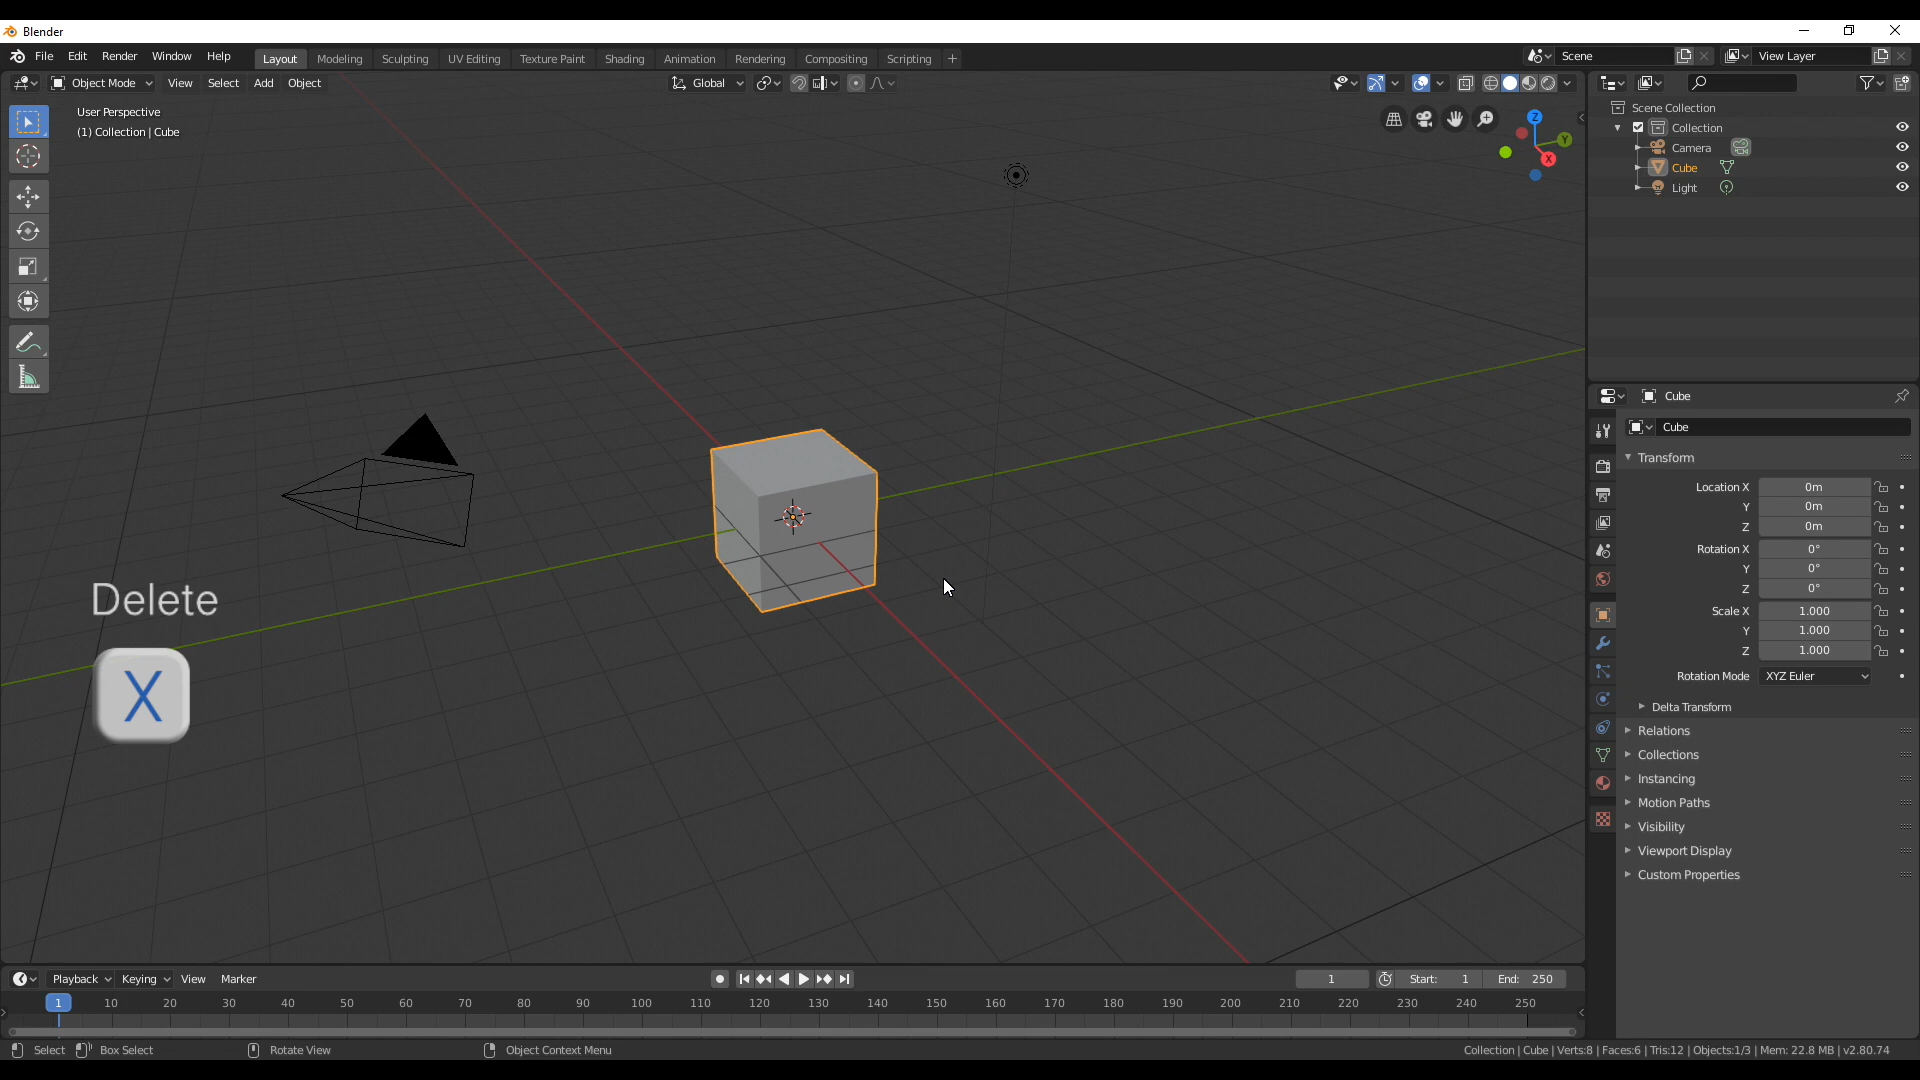 Blender
File Edit Render Window Help Layout Modeling Sculpting UV Editing Texture Paint Shading Animation Rendering Compositing Scripting + Scene View Layer
Object Mode View Select Add Object Global
User Perspective
(1) Collection | Cube
Z
Y
X
Scene Collection
Collection
Camera
Cube
Light
Cube
Cube
Transform
Location X 0m
Y 0m
Z 0m
Rotation X 0°
Y 0°
Z 0°
Scale X 1.000
Y 1.000
Z 1.000
Rotation Mode XYZ Euler
Delta Transform
Relations
Collections
Instancing
Motion Paths
Visibility
Viewport Display
Custom Properties
Delete
X
Playback Keying View Marker 1 Start: 1 End: 250
1 10 20 30 40 50 60 70 80 90 100 110 120 130 140 150 160 170 180 190 200 210 220 230 240 250
Select Box Select Rotate View Object Context Menu Collection | Cube | Verts:8 | Faces:6 | Tris:12 | Objects:1/3 | Mem: 22.8 MB | v2.80.74